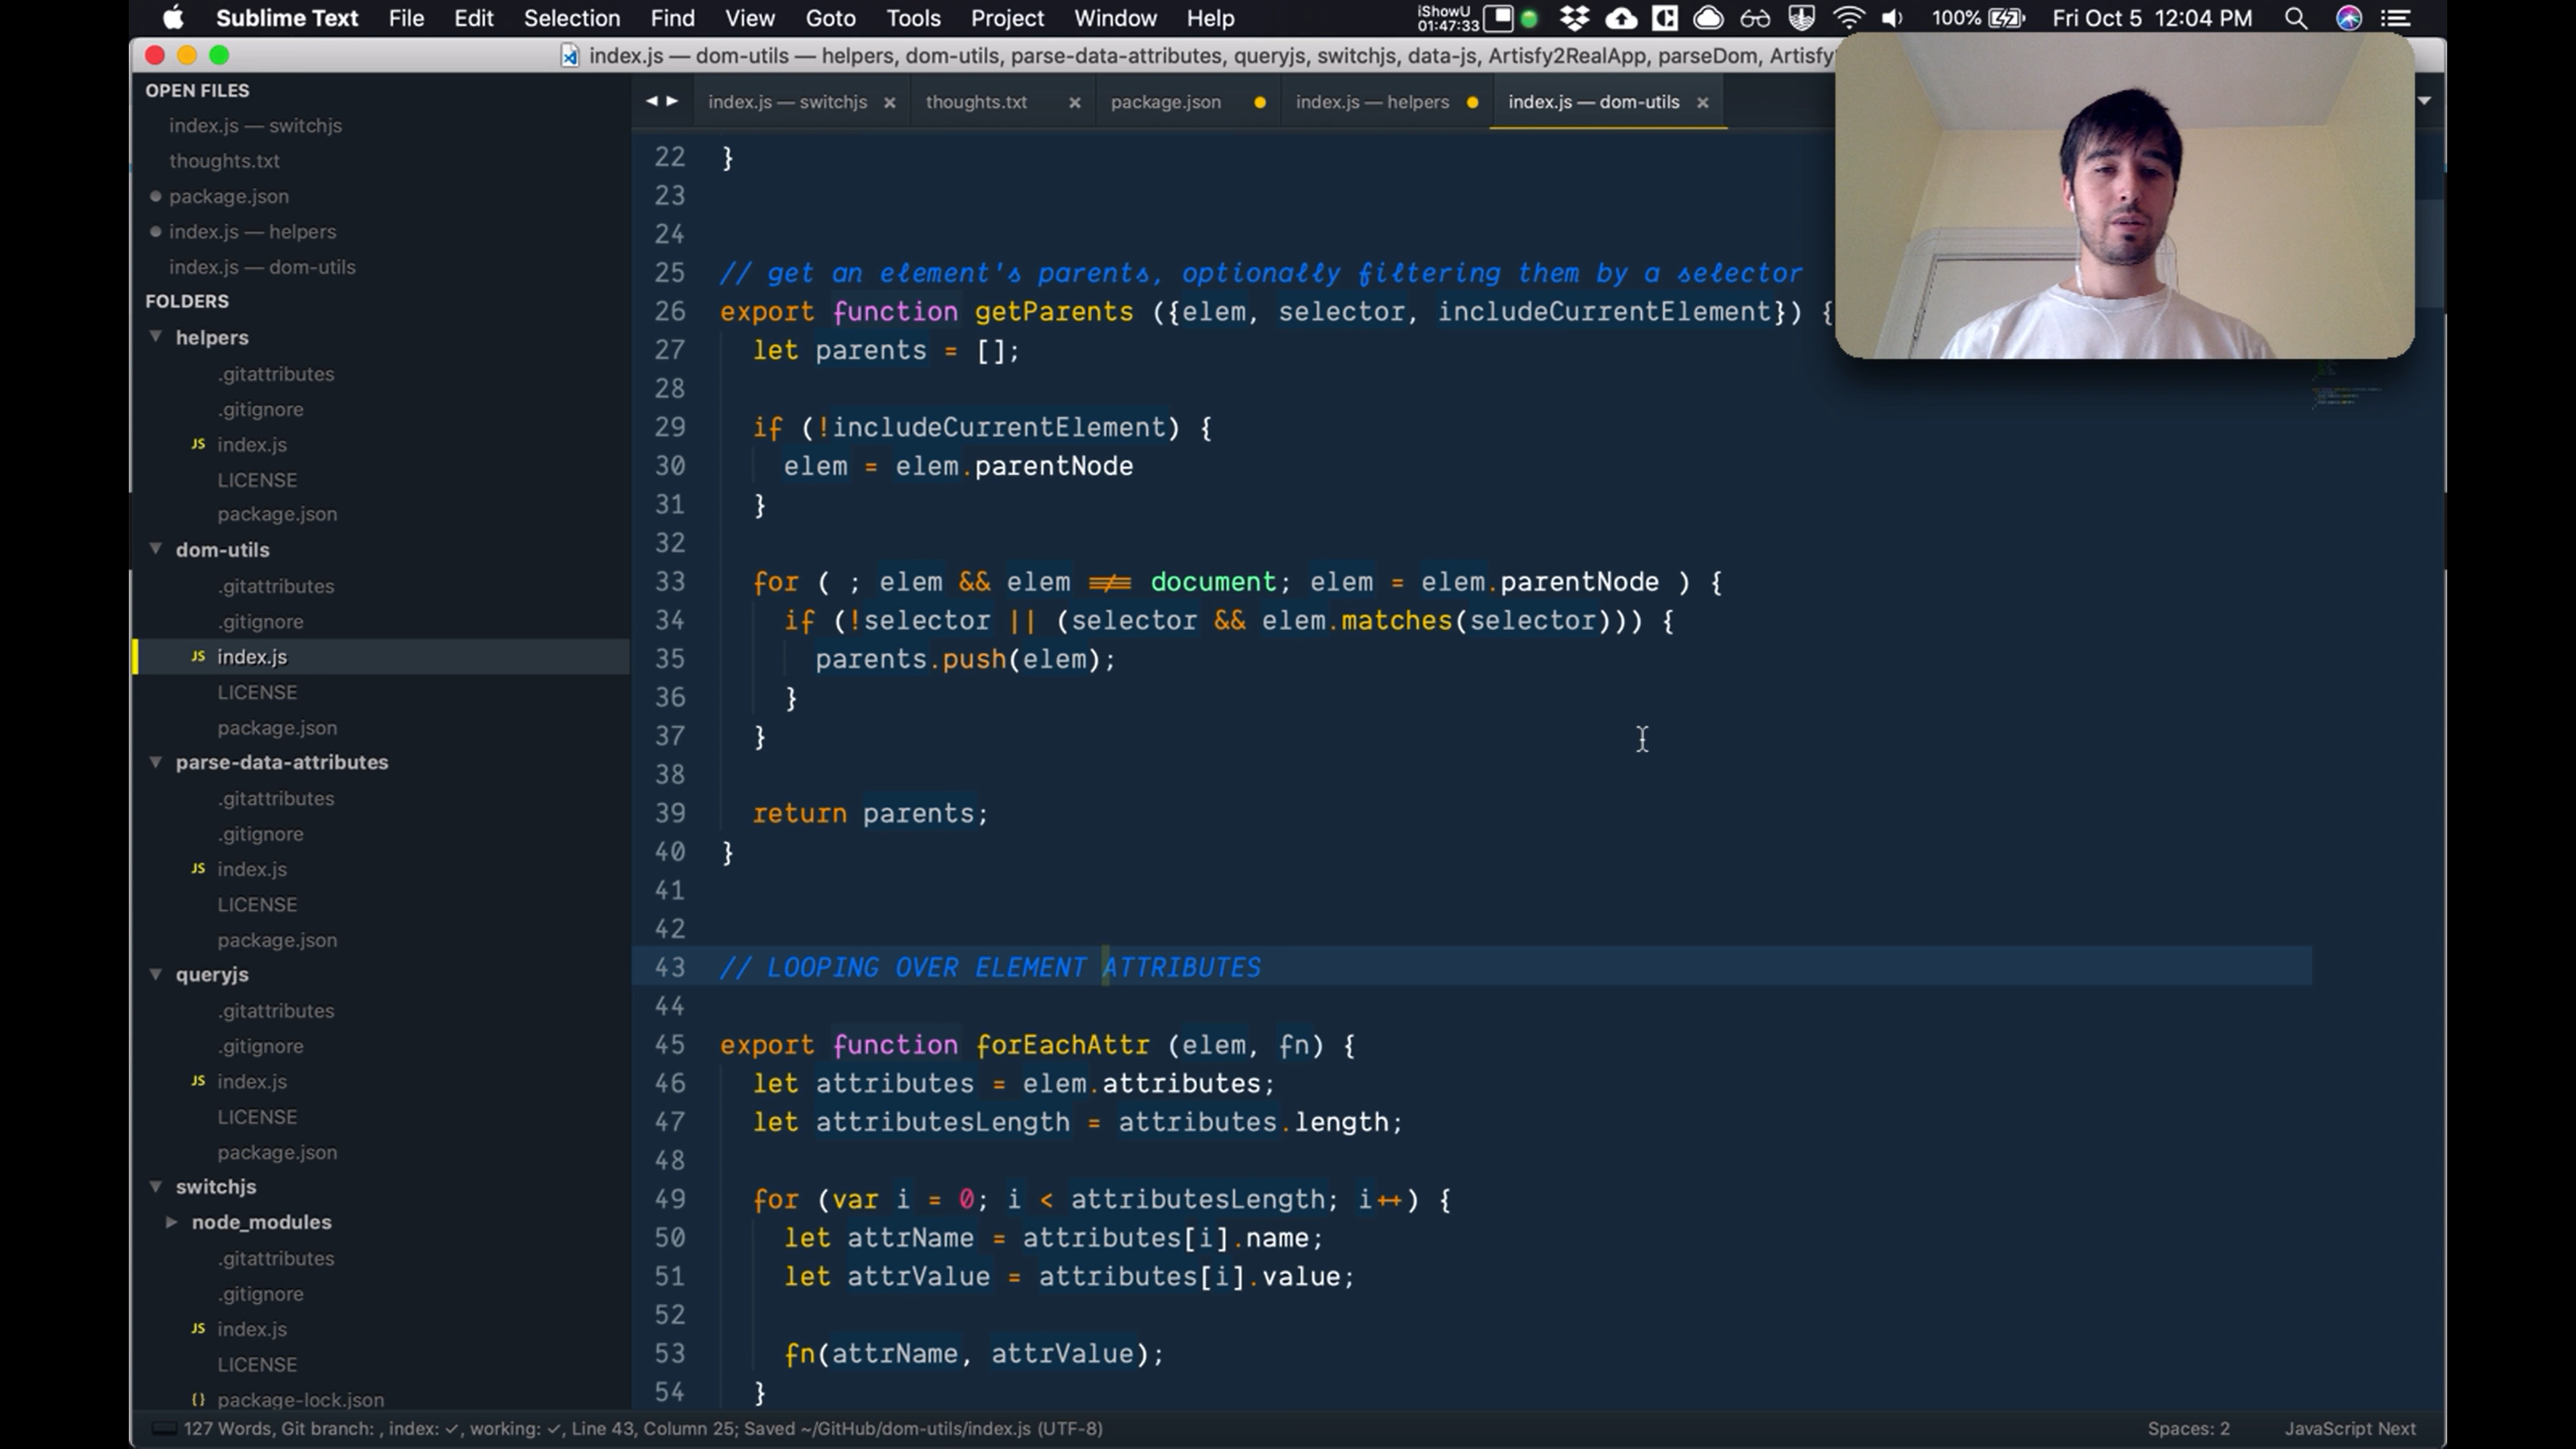 Sublime Text File Edit Selection Find View Goto Tools Project Window Help iShowU 01:47:33 100% Fri Oct 5 12:04 PM
index.js — dom-utils — helpers, dom-utils, parse-data-attributes, queryjs, switchjs, data-js, Artisfy2RealApp, parseDom, Artisfy
OPEN FILES
index.js — switchjs
thoughts.txt
package.json
index.js — helpers
index.js — dom-utils
FOLDERS
helpers
.gitattributes
.gitignore
JS index.js
LICENSE
package.json
dom-utils
.gitattributes
.gitignore
JS index.js
LICENSE
package.json
parse-data-attributes
.gitattributes
.gitignore
JS index.js
LICENSE
package.json
queryjs
.gitattributes
.gitignore
JS index.js
LICENSE
package.json
switchjs
node_modules
.gitattributes
.gitignore
JS index.js
LICENSE
{} package-lock.json
index.js — switchjs × thoughts.txt × package.json index.js — helpers index.js — dom-utils ×
22 }
23
24
25 // get an element's parents, optionally filtering them by a selector
26 export function getParents ({elem, selector, includeCurrentElement}) {
27 let parents = [];
28
29 if (!includeCurrentElement) {
30 elem = elem.parentNode
31 }
32
33 for ( ; elem && elem !== document; elem = elem.parentNode ) {
34 if (!selector || (selector && elem.matches(selector))) {
35 parents.push(elem);
36 }
37 }
38
39 return parents;
40 }
41
42
43 // LOOPING OVER ELEMENT ATTRIBUTES
44
45 export function forEachAttr (elem, fn) {
46 let attributes = elem.attributes;
47 let attributesLength = attributes.length;
48
49 for (var i = 0; i < attributesLength; i++) {
50 let attrName = attributes[i].name;
51 let attrValue = attributes[i].value;
52
53 fn(attrName, attrValue);
54 }
127 Words, Git branch: , index: ✓, working: ✓, Line 43, Column 25; Saved ~/GitHub/dom-utils/index.js (UTF-8) Spaces: 2 JavaScript Next